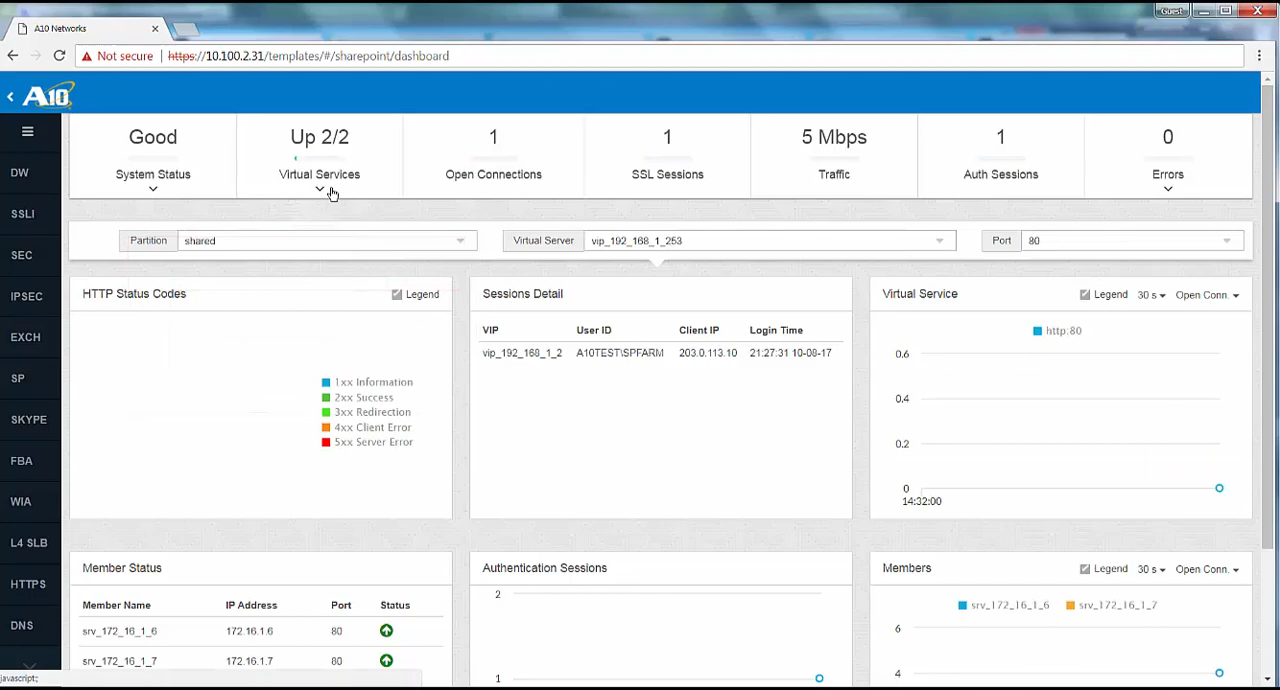 Guest
A10 Networks
Not secure
https://10.100.2.31/templates/#/sharepoint/dashboard
A10
Good
Up 2/2
1
1
5 Mbps
1
0
System Status
Virtual Services
Open Connections
SSL Sessions
Traffic
Auth Sessions
Errors
DW
SSLI
SEC
IPSEC
EXCH
SP
SKYPE
FBA
WIA
L4 SLB
HTTPS
DNS
Partition shared
Virtual Server vip_192_168_1_253
Port 80
HTTP Status Codes
Legend
1xx Information
2xx Success
3xx Redirection
4xx Client Error
5xx Server Error
Sessions Detail
VIP User ID Client IP Login Time
vip_192_168_1_2 A10TEST\SPFARM 203.0.113.10 21:27:31 10-08-17
Virtual Service
Legend 30 s Open Conn.
http:80
0.6
0.4
0.2
0
14:32:00
Member Status
Member Name IP Address Port Status
srv_172_16_1_6 172.16.1.6 80
srv_172_16_1_7 172.16.1.7 80
Authentication Sessions
2
1
Members
Legend 30 s Open Conn.
srv_172_16_1_6 srv_172_16_1_7
6
4
javascript:;